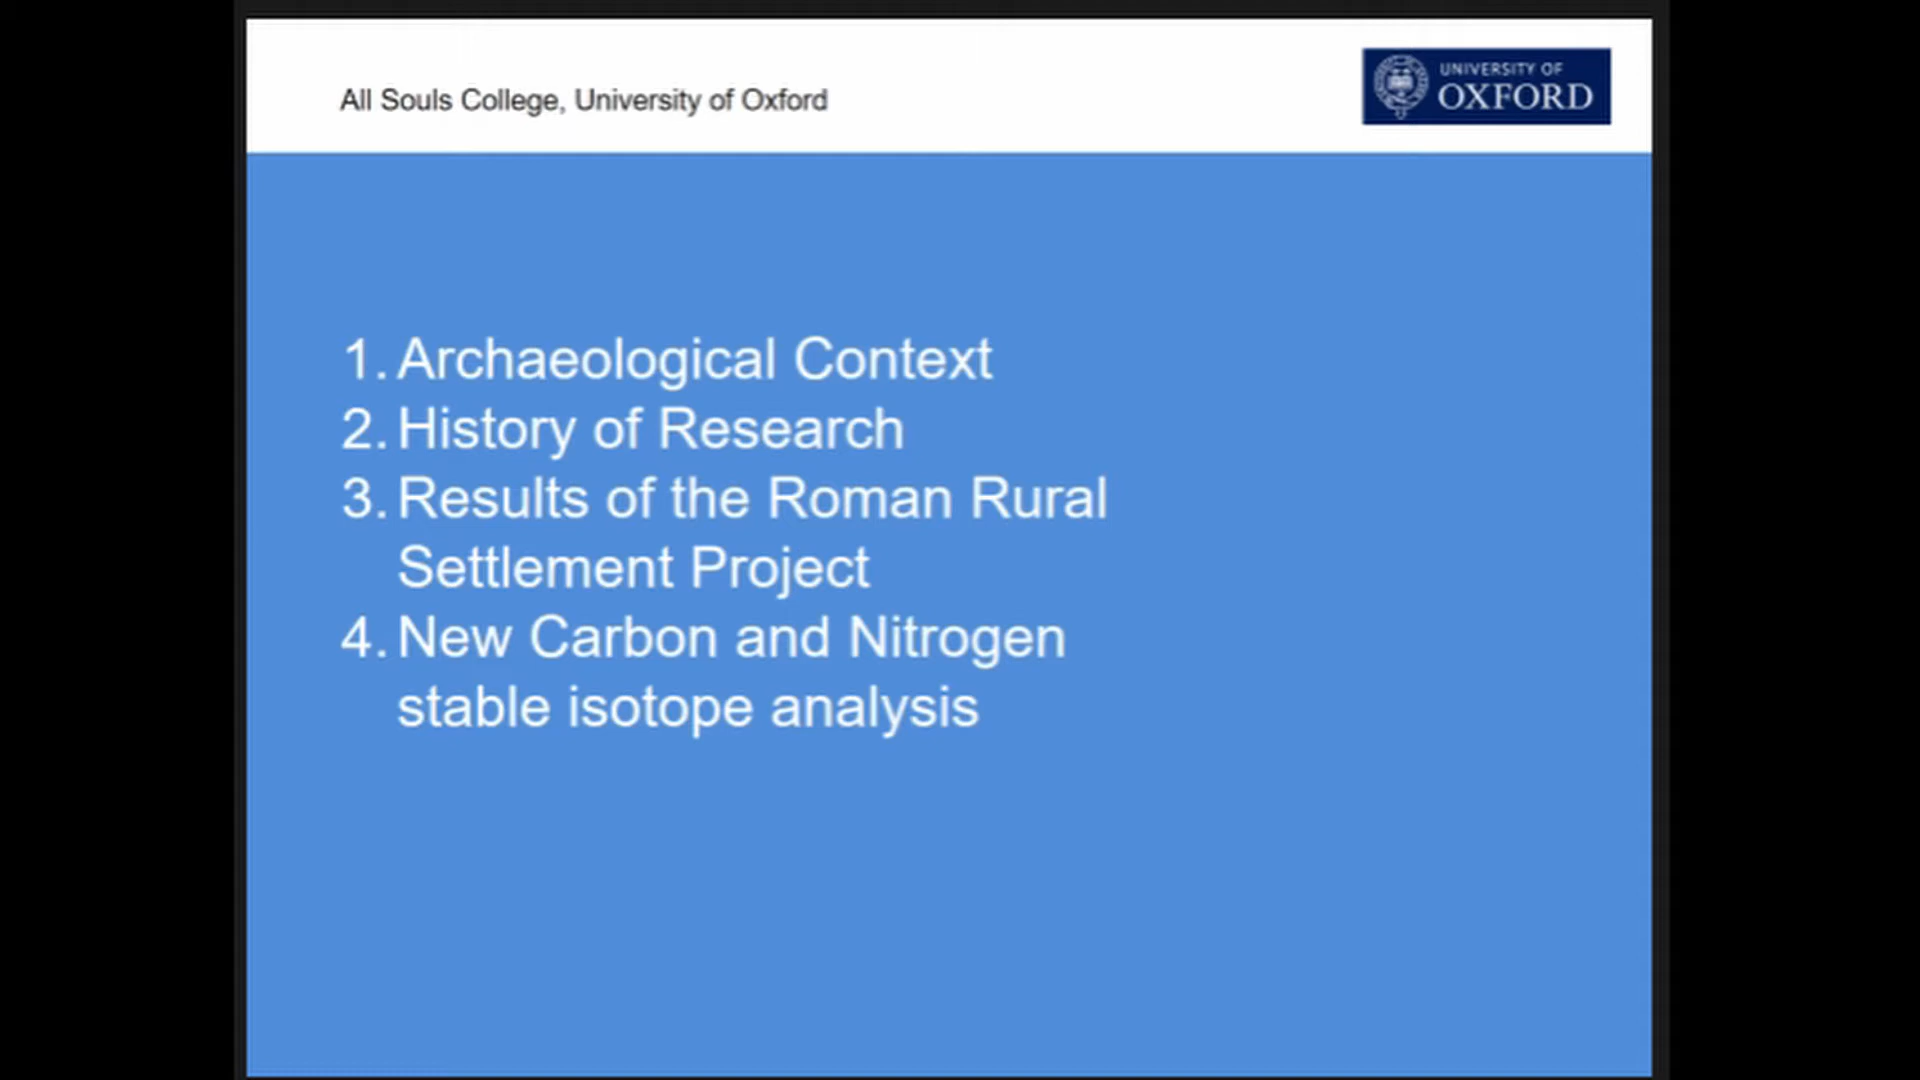 All Souls College, University of Oxford
UNIVERSITY OF
OXFORD
1. Archaeological Context
2. History of Research
3. Results of the Roman Rural
Settlement Project
4. New Carbon and Nitrogen
stable isotope analysis